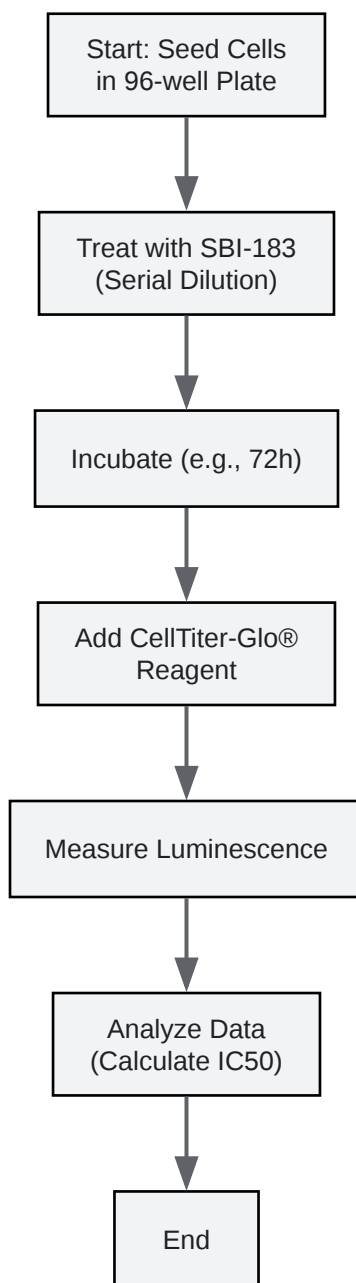 Start: Seed Cells
in 96-well Plate
Treat with SBI-183
(Serial Dilution)
Incubate (e.g., 72h)
Add CellTiter-Glo®
Reagent
Measure Luminescence
Analyze Data
(Calculate IC50)
End